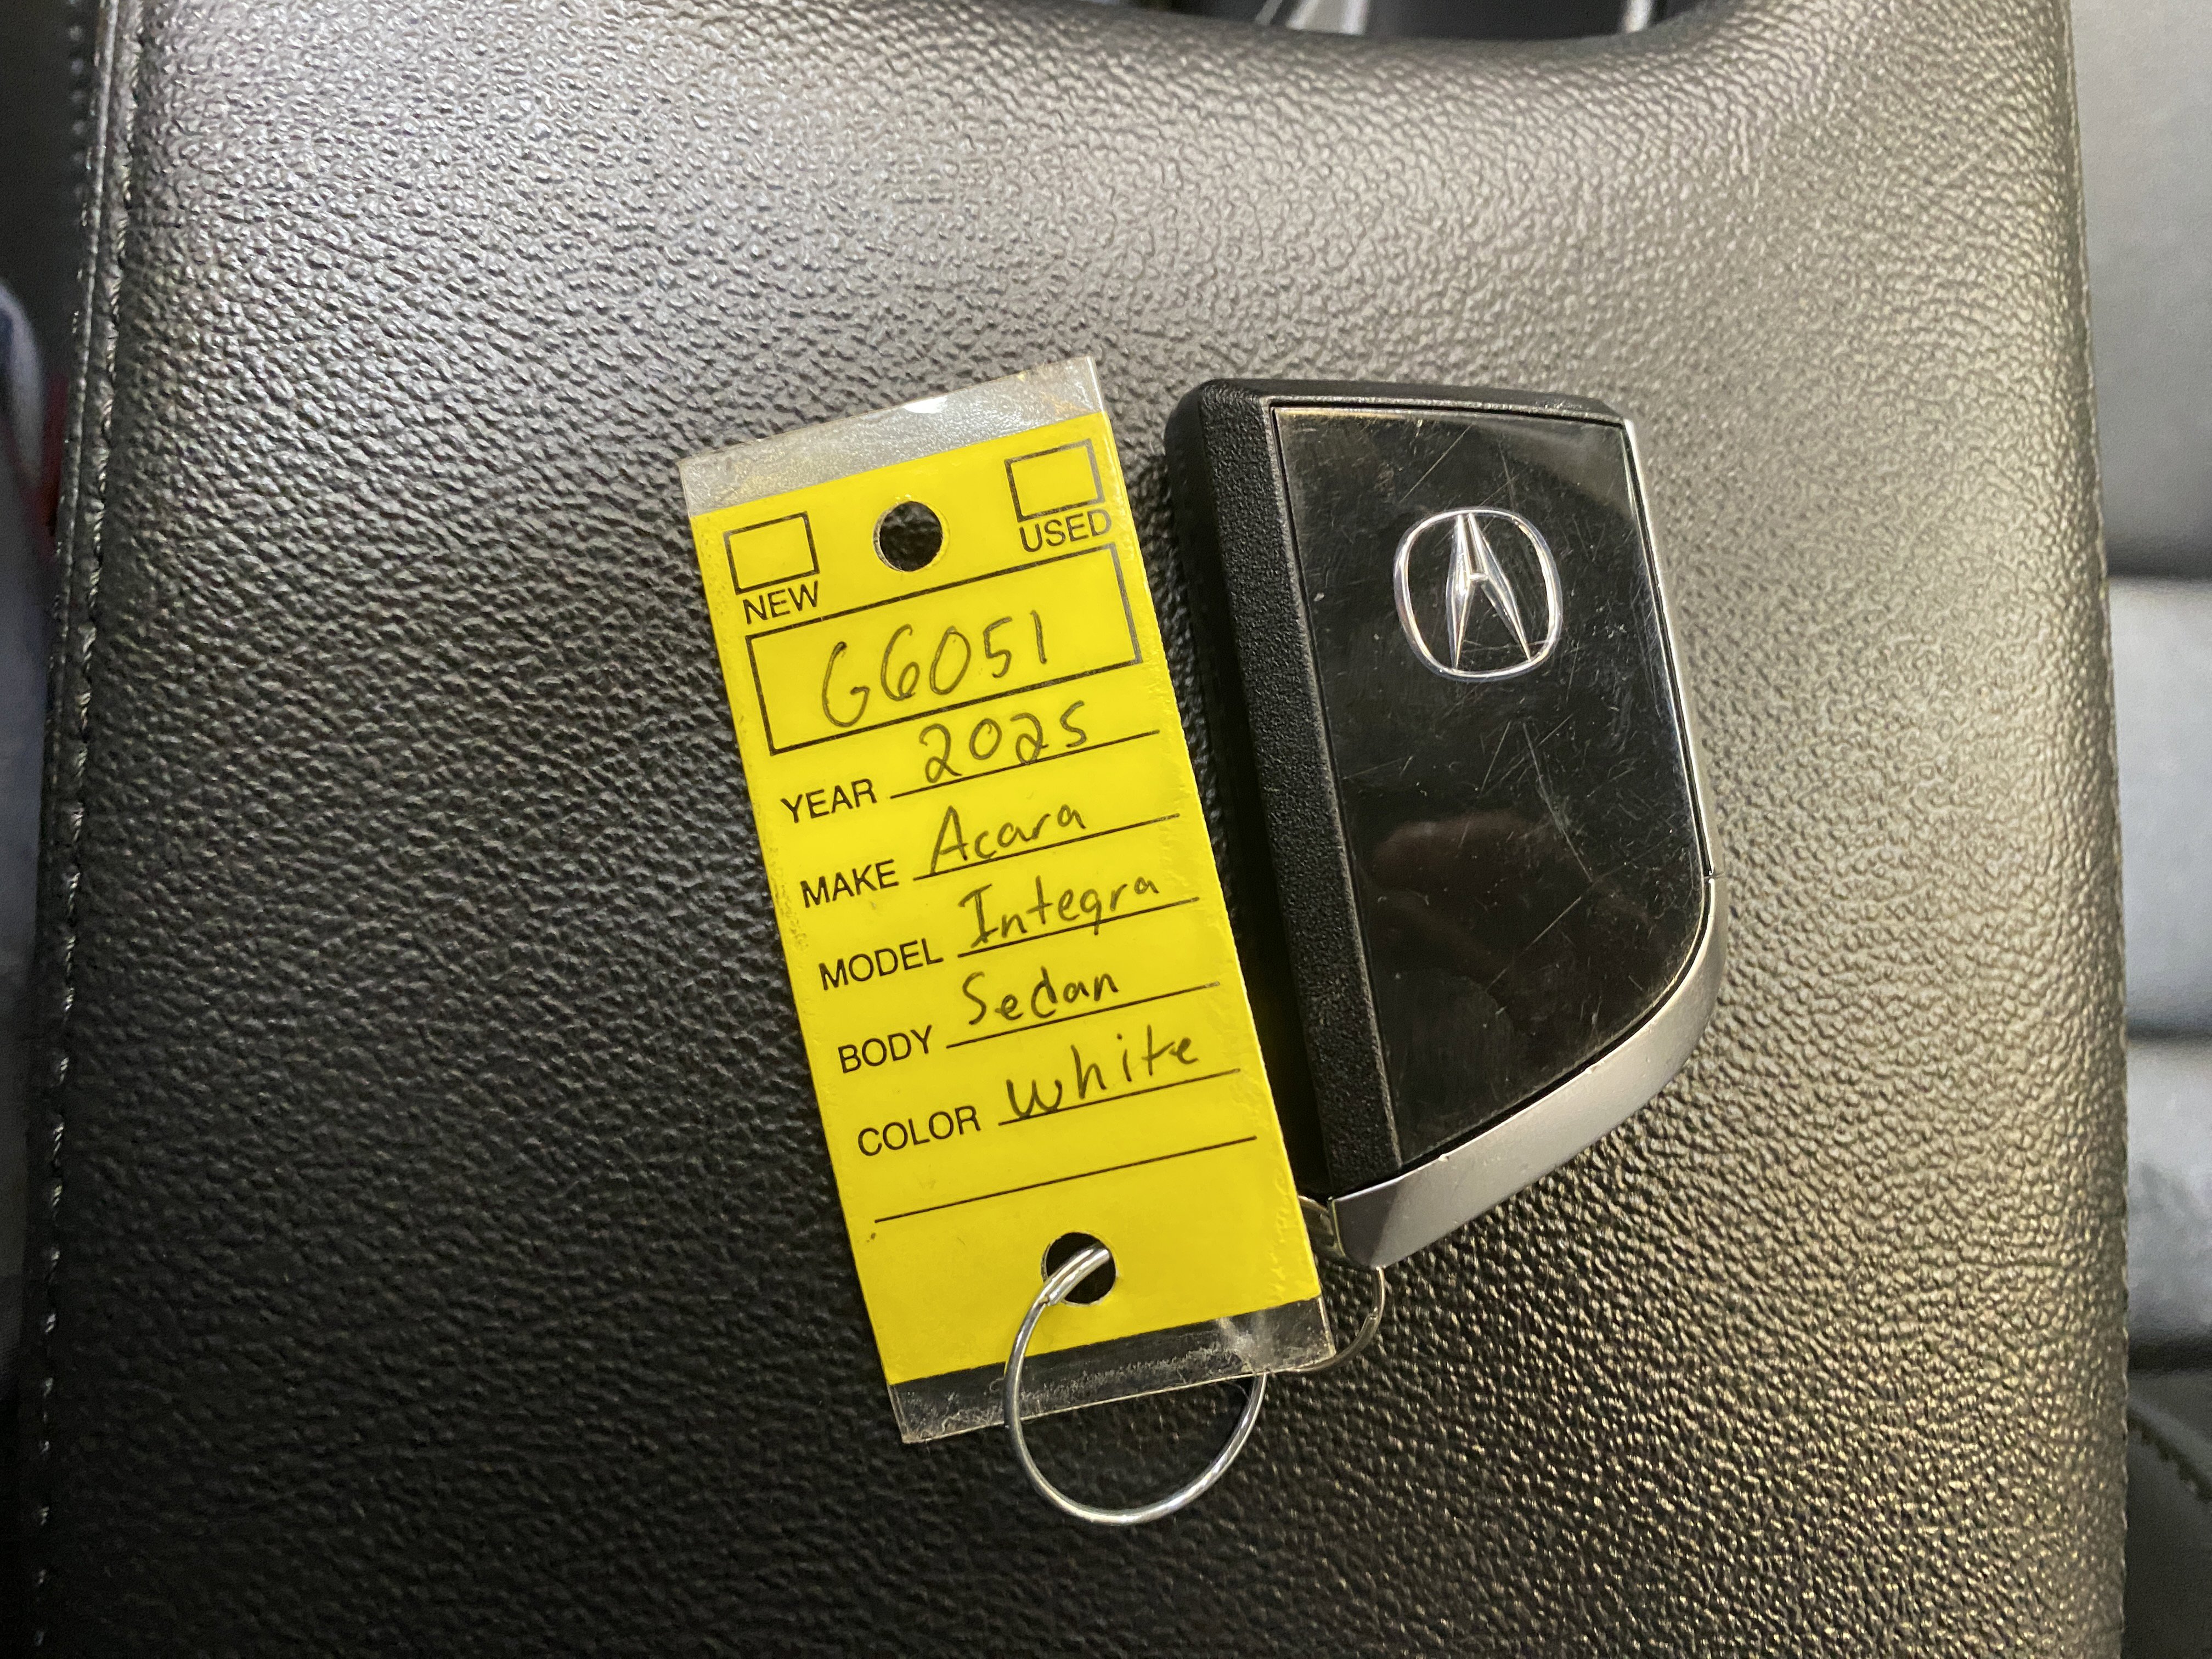 NEW USED
G6051
YEAR 2025
MAKE Acara
MODEL Integra
BODY Sedan
COLOR white